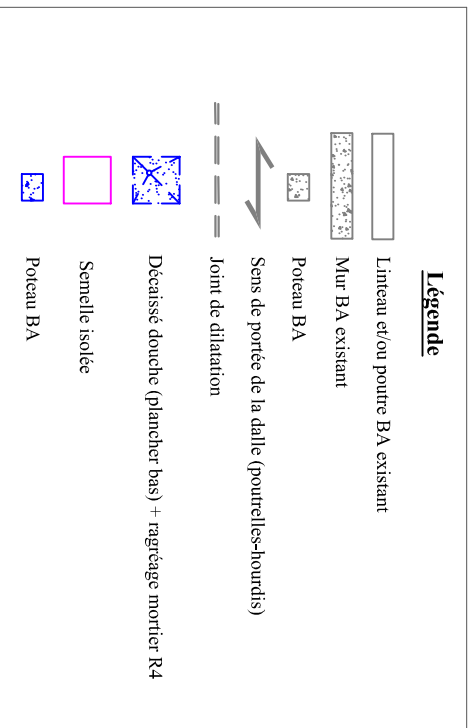 Légende
Linteau et/ou poutre BA existant
Mur BA existant
Poteau BA
Sens de portée de la dalle (poutrelles-hourdis)
Joint de dilatation
Décaissé douche (plancher bas) + ragréage mortier R4
Semelle isolée
Poteau BA